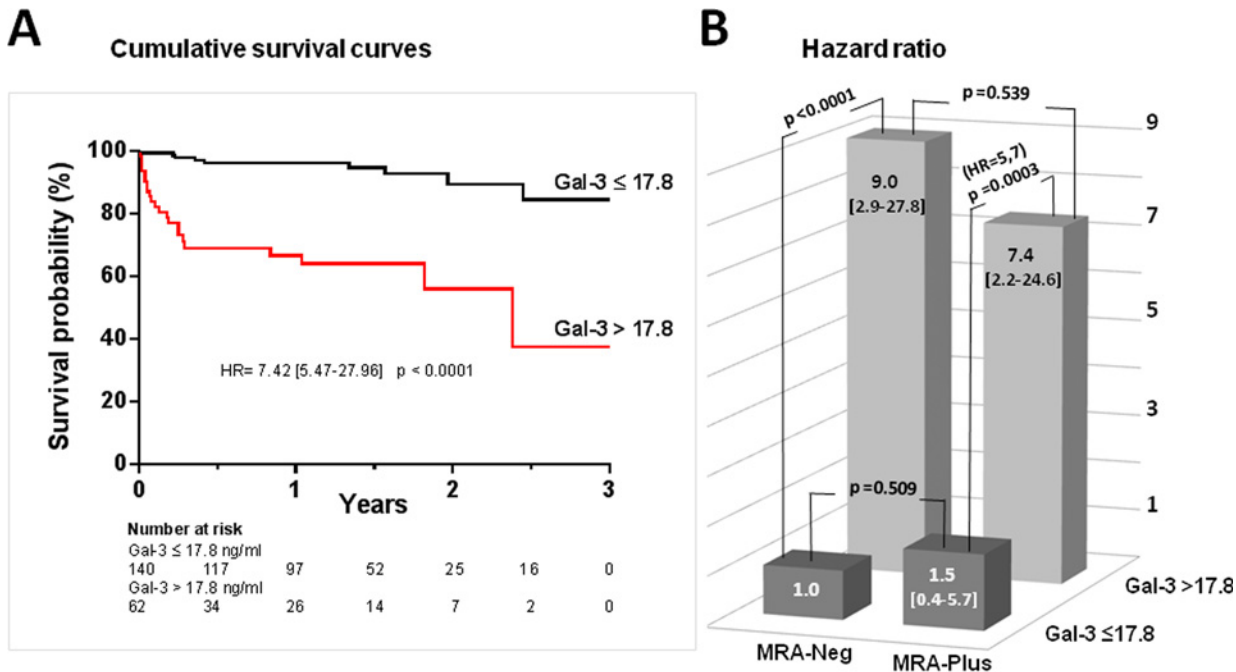 A
Cumulative survival curves
100
80
60
40
20
0
Survival probability (%)
Gal-3 ≤ 17.8
Gal-3 > 17.8
HR= 7.42 [5.47-27.96] p < 0.0001
0 1 2 3
Years
Number at risk
Gal-3 ≤ 17.8 ng/ml
140 117 97 52 25 16 0
Gal-3 > 17.8 ng/ml
62 34 26 14 7 2 0
B
Hazard ratio
p<0.0001
p=0.539
(HR=5,7)
p=0.0003
9.0
[2.9-27.8]
7.4
[2.2-24.6]
p=0.509
1.0
1.5
[0.4-5.7]
9
7
5
3
1
Gal-3 >17.8
Gal-3 ≤17.8
MRA-Neg
MRA-Plus